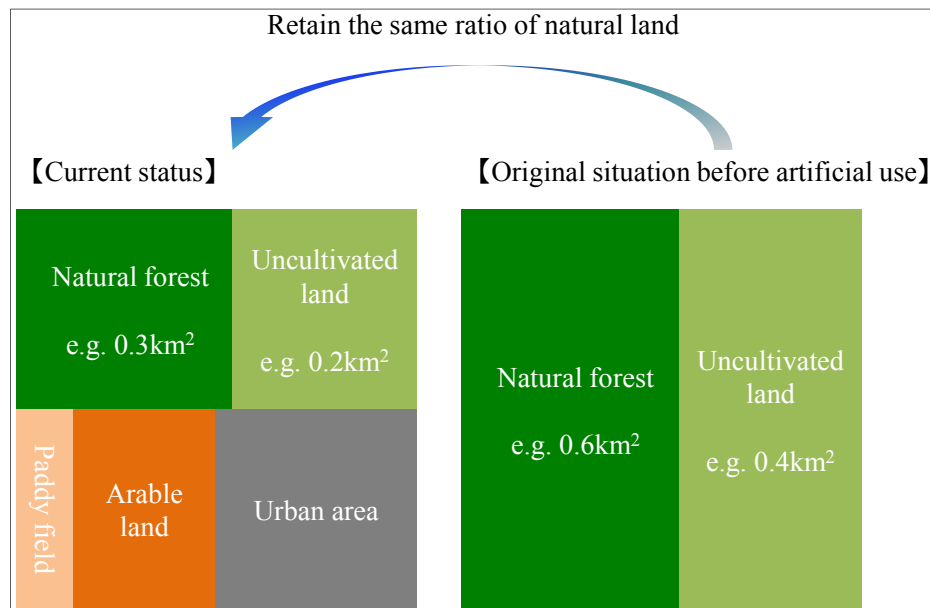 Retain the same ratio of natural land
【Current status】
【Original situation before artificial use】
Natural forest
e.g. 0.3km²
Uncultivated
land
e.g. 0.2km²
Paddy field
Arable
land
Urban area
Natural forest
e.g. 0.6km²
Uncultivated
land
e.g. 0.4km²